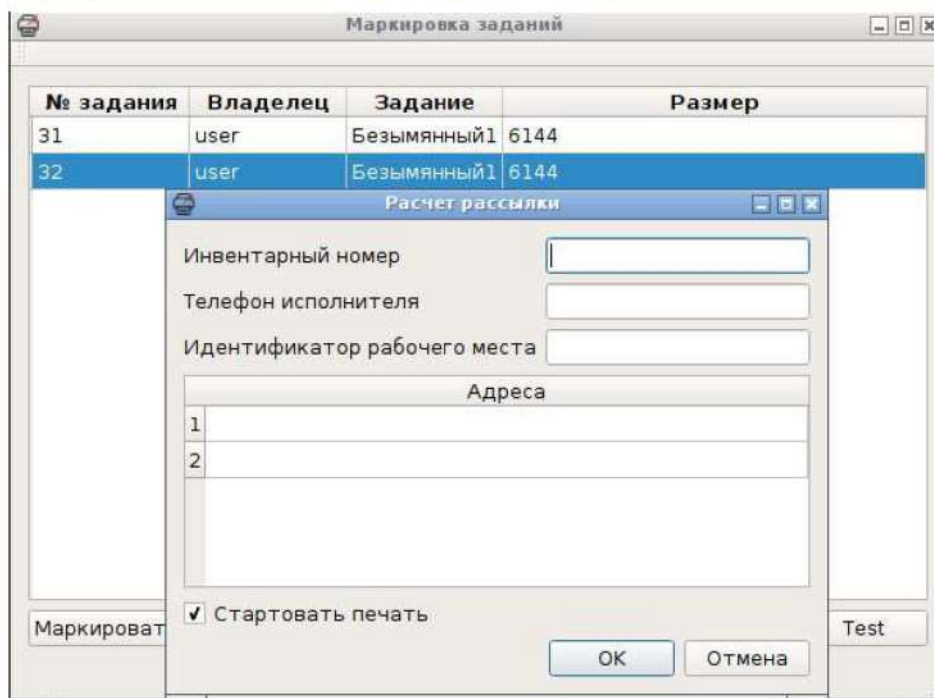 Маркировка заданий
№ задания Владелец Задание Размер
31 user Безымянный1 6144
32 user Безымянный1 6144
Расчет рассылки
Инвентарный номер
Телефон исполнителя
Идентификатор рабочего места
Адреса
1
2
Стартовать печать
Маркироват
OK Отмена
Test